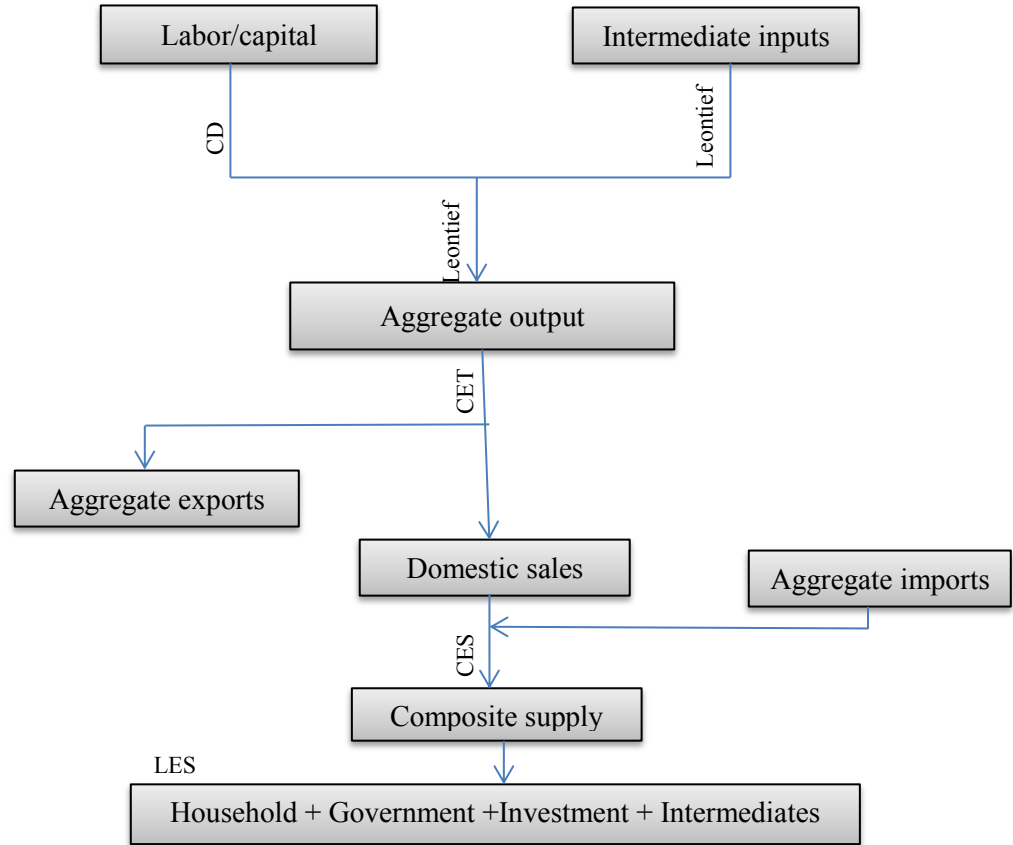 Labor/capital
Intermediate inputs
CD
Leontief
Leontief
Aggregate output
CET
Aggregate exports
Domestic sales
Aggregate imports
CES
Composite supply
LES
Household + Government +Investment + Intermediates